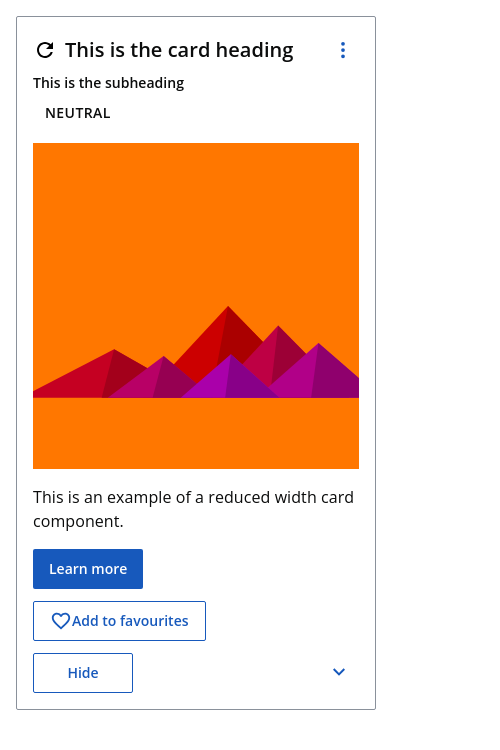 This is the card heading
This is the subheading
NEUTRAL
This is an example of a reduced width card
component.
Learn more
Add to favourites
Hide